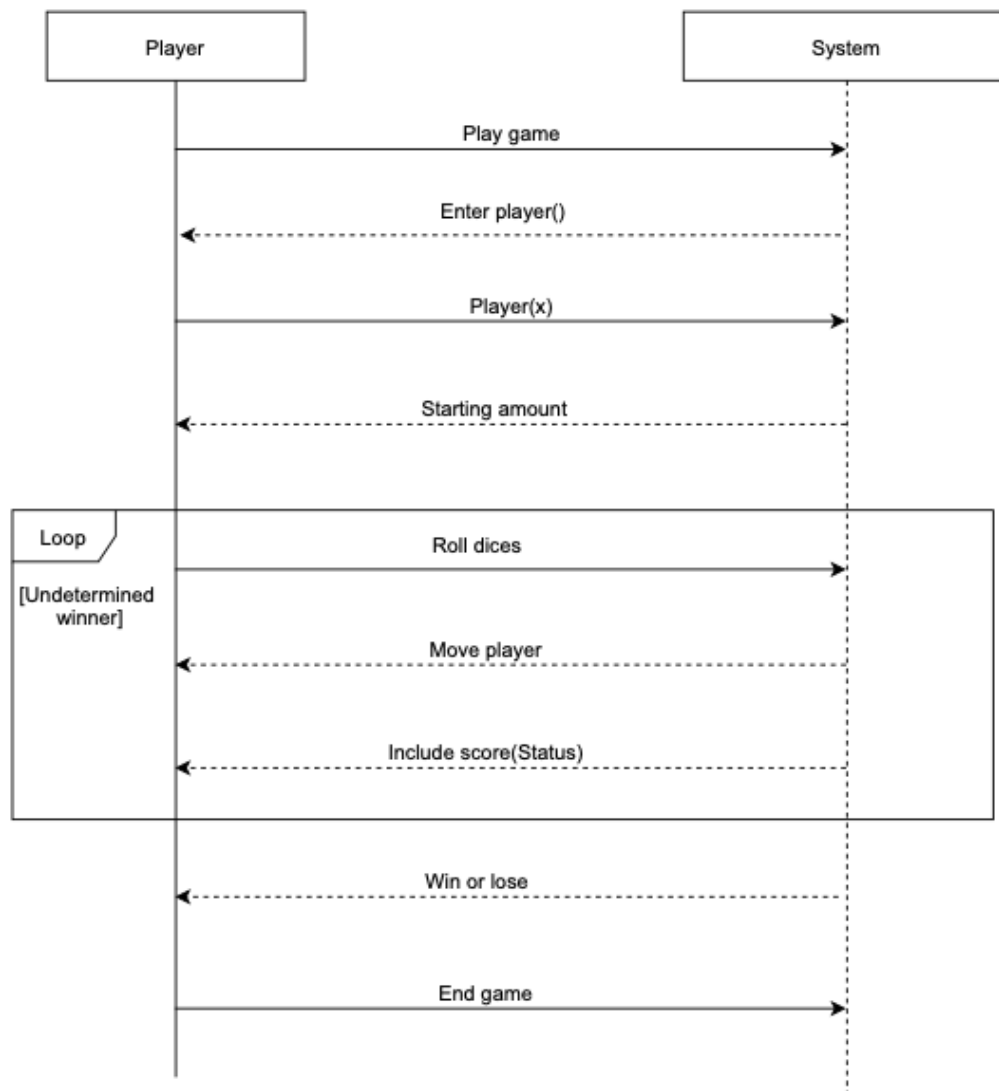 Player
System
Play game
Enter player()
Player(x)
Starting amount
Loop
Roll dices
[Undetermined
winner]
Move player
Include score(Status)
Win or lose
End game